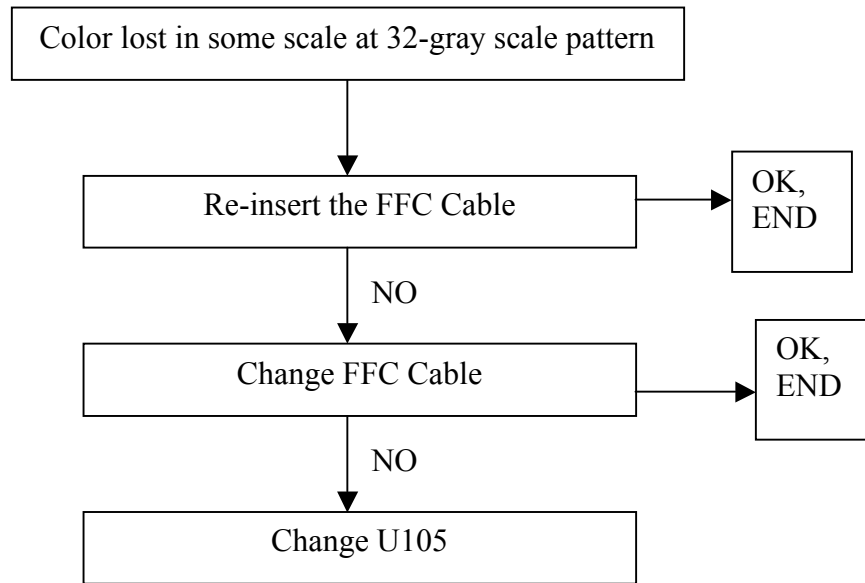 Color lost in some scale at 32-gray scale pattern
Re-insert the FFC Cable
OK,
END
NO
Change FFC Cable
OK,
END
NO
Change U105